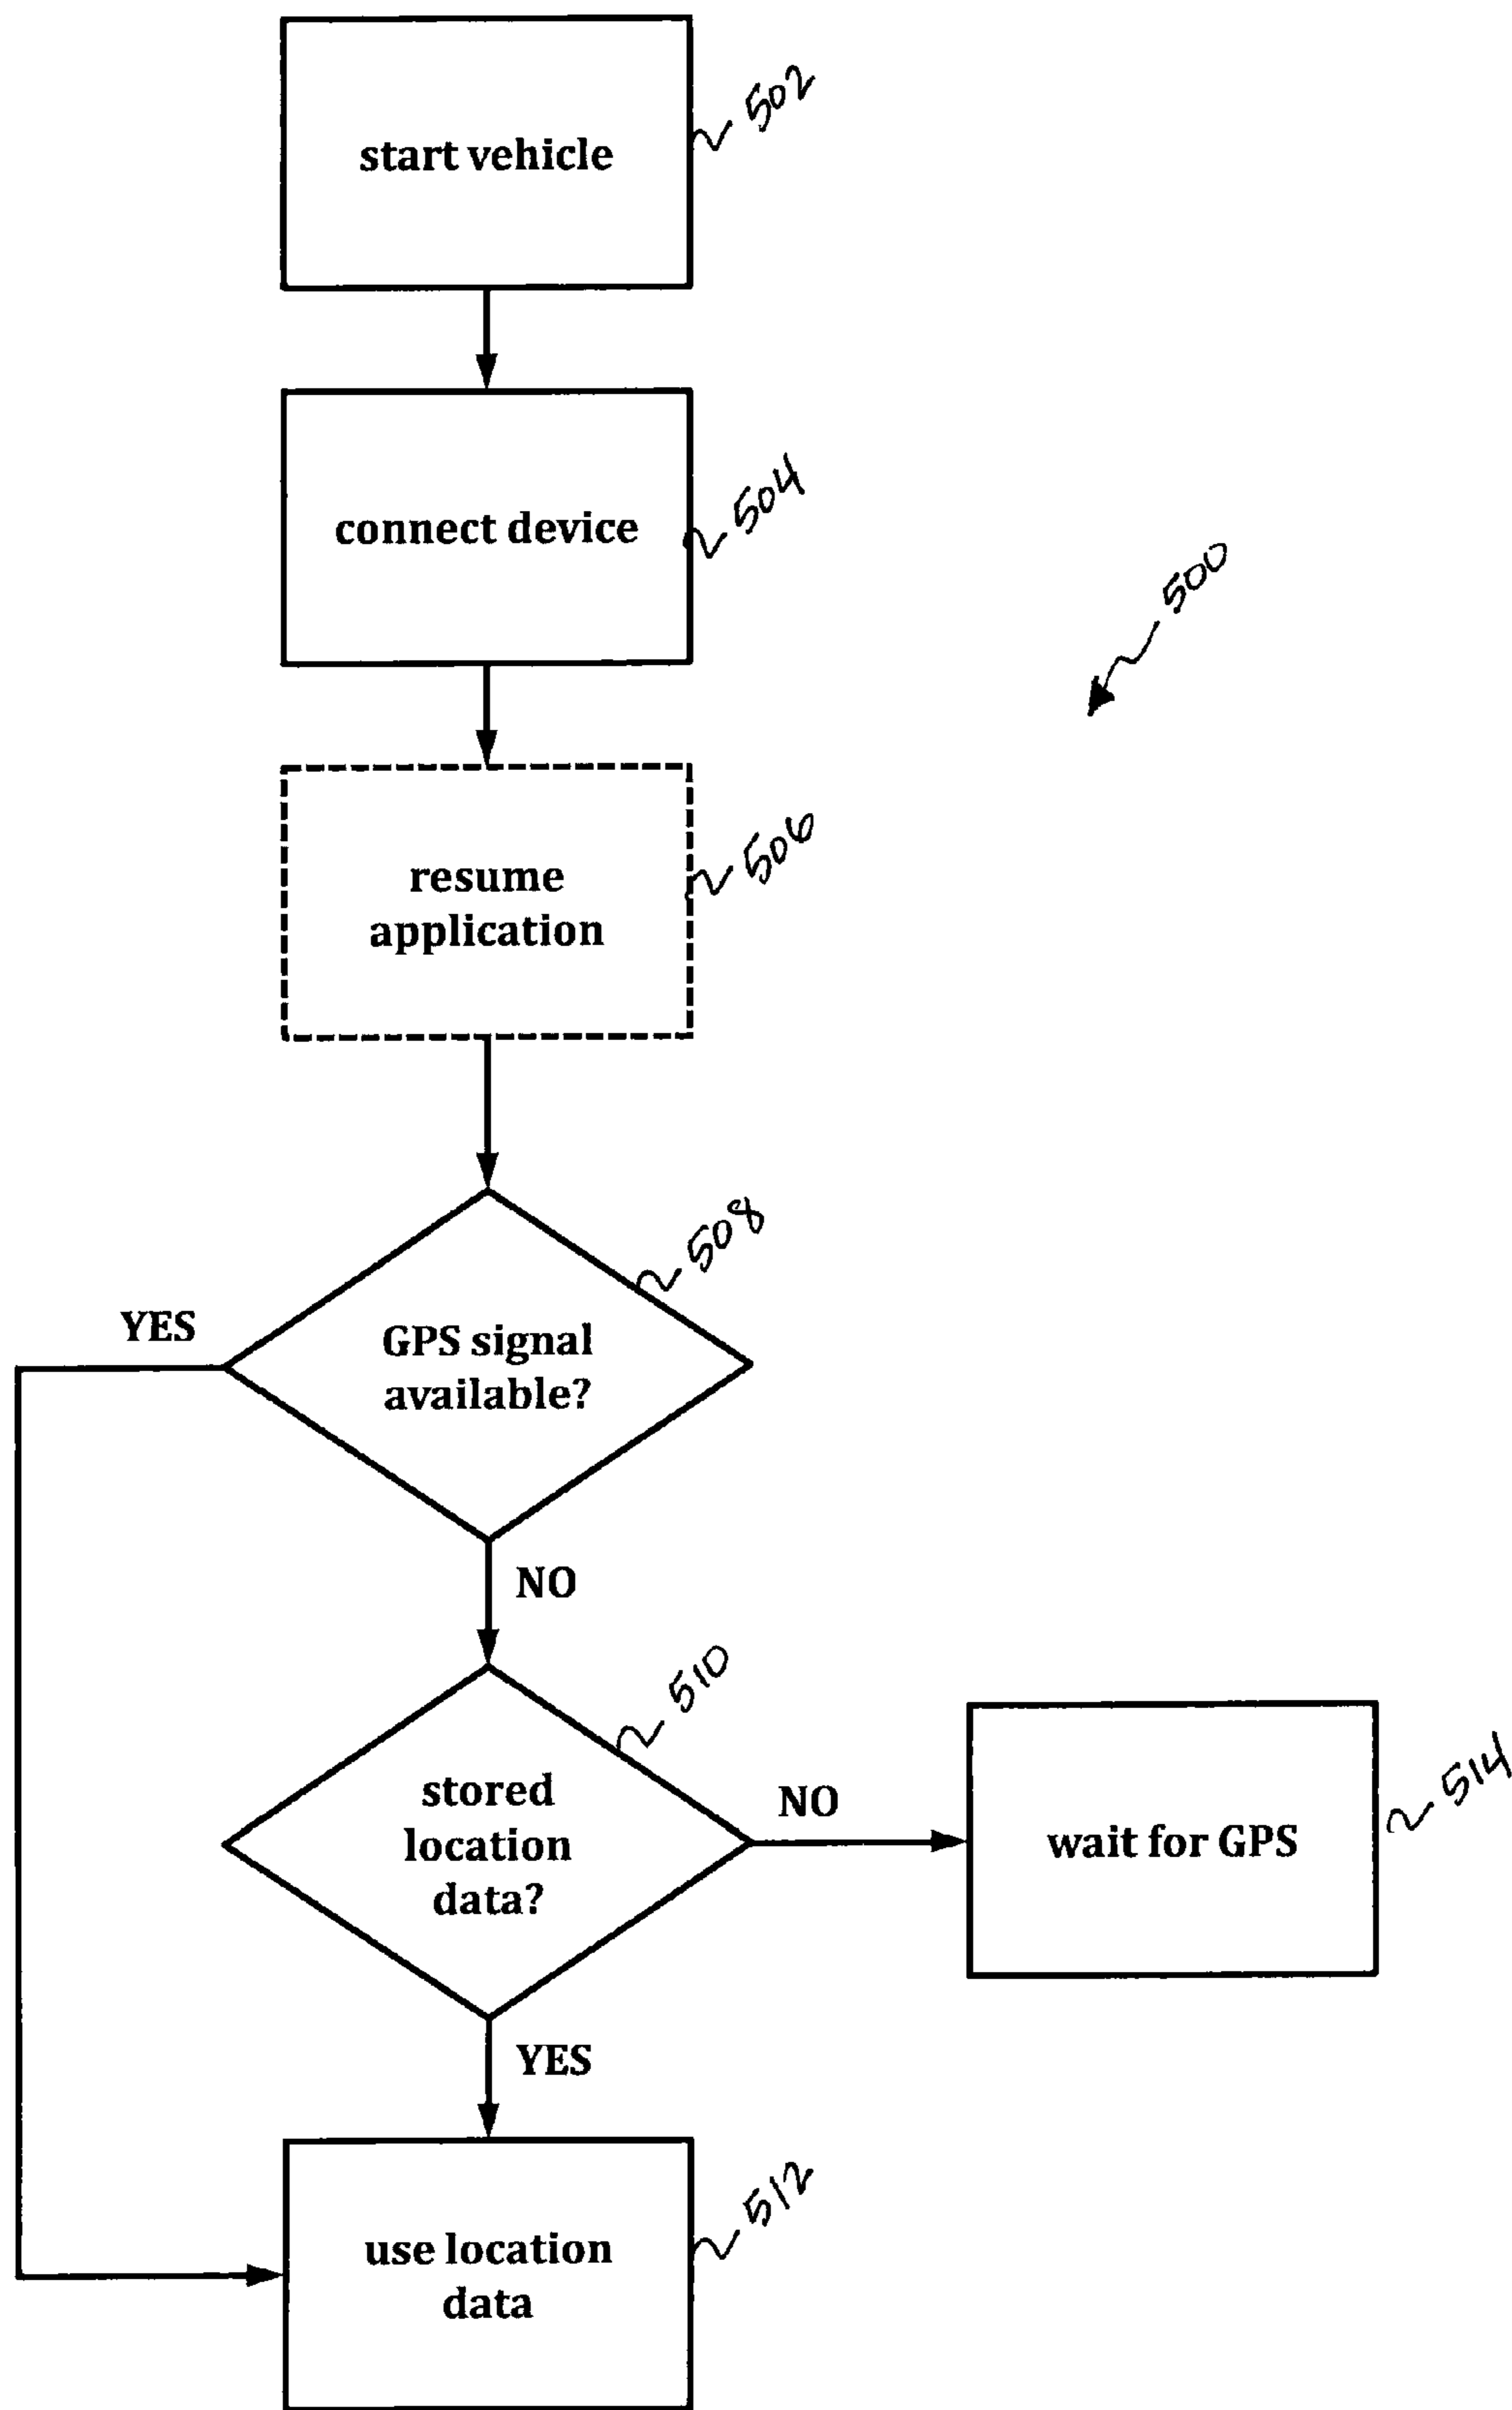 start vehicle
502
connect device
504
500
resume
application
506
508
YES
GPS signal
available?
NO
510
stored
location
data?
NO
wait for GPS
514
YES
512
use location
data